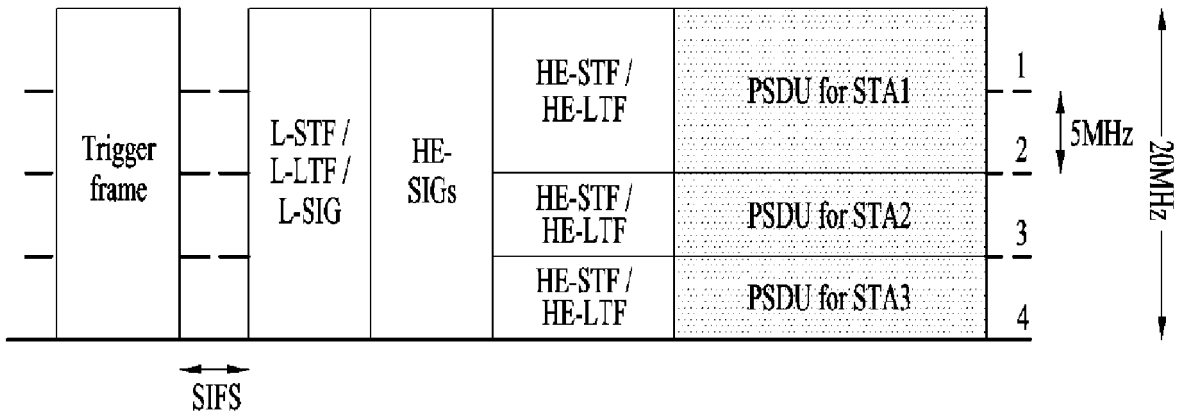 Trigger
frame
SIFS
L-STF /
L-LTF /
L-SIG
HE-
SIGs
HE-STF /
HE-LTF
PSDU for STA1
HE-STF /
HE-LTF
PSDU for STA2
HE-STF /
HE-LTF
PSDU for STA3
1
2
3
4
5MHz
20MHz